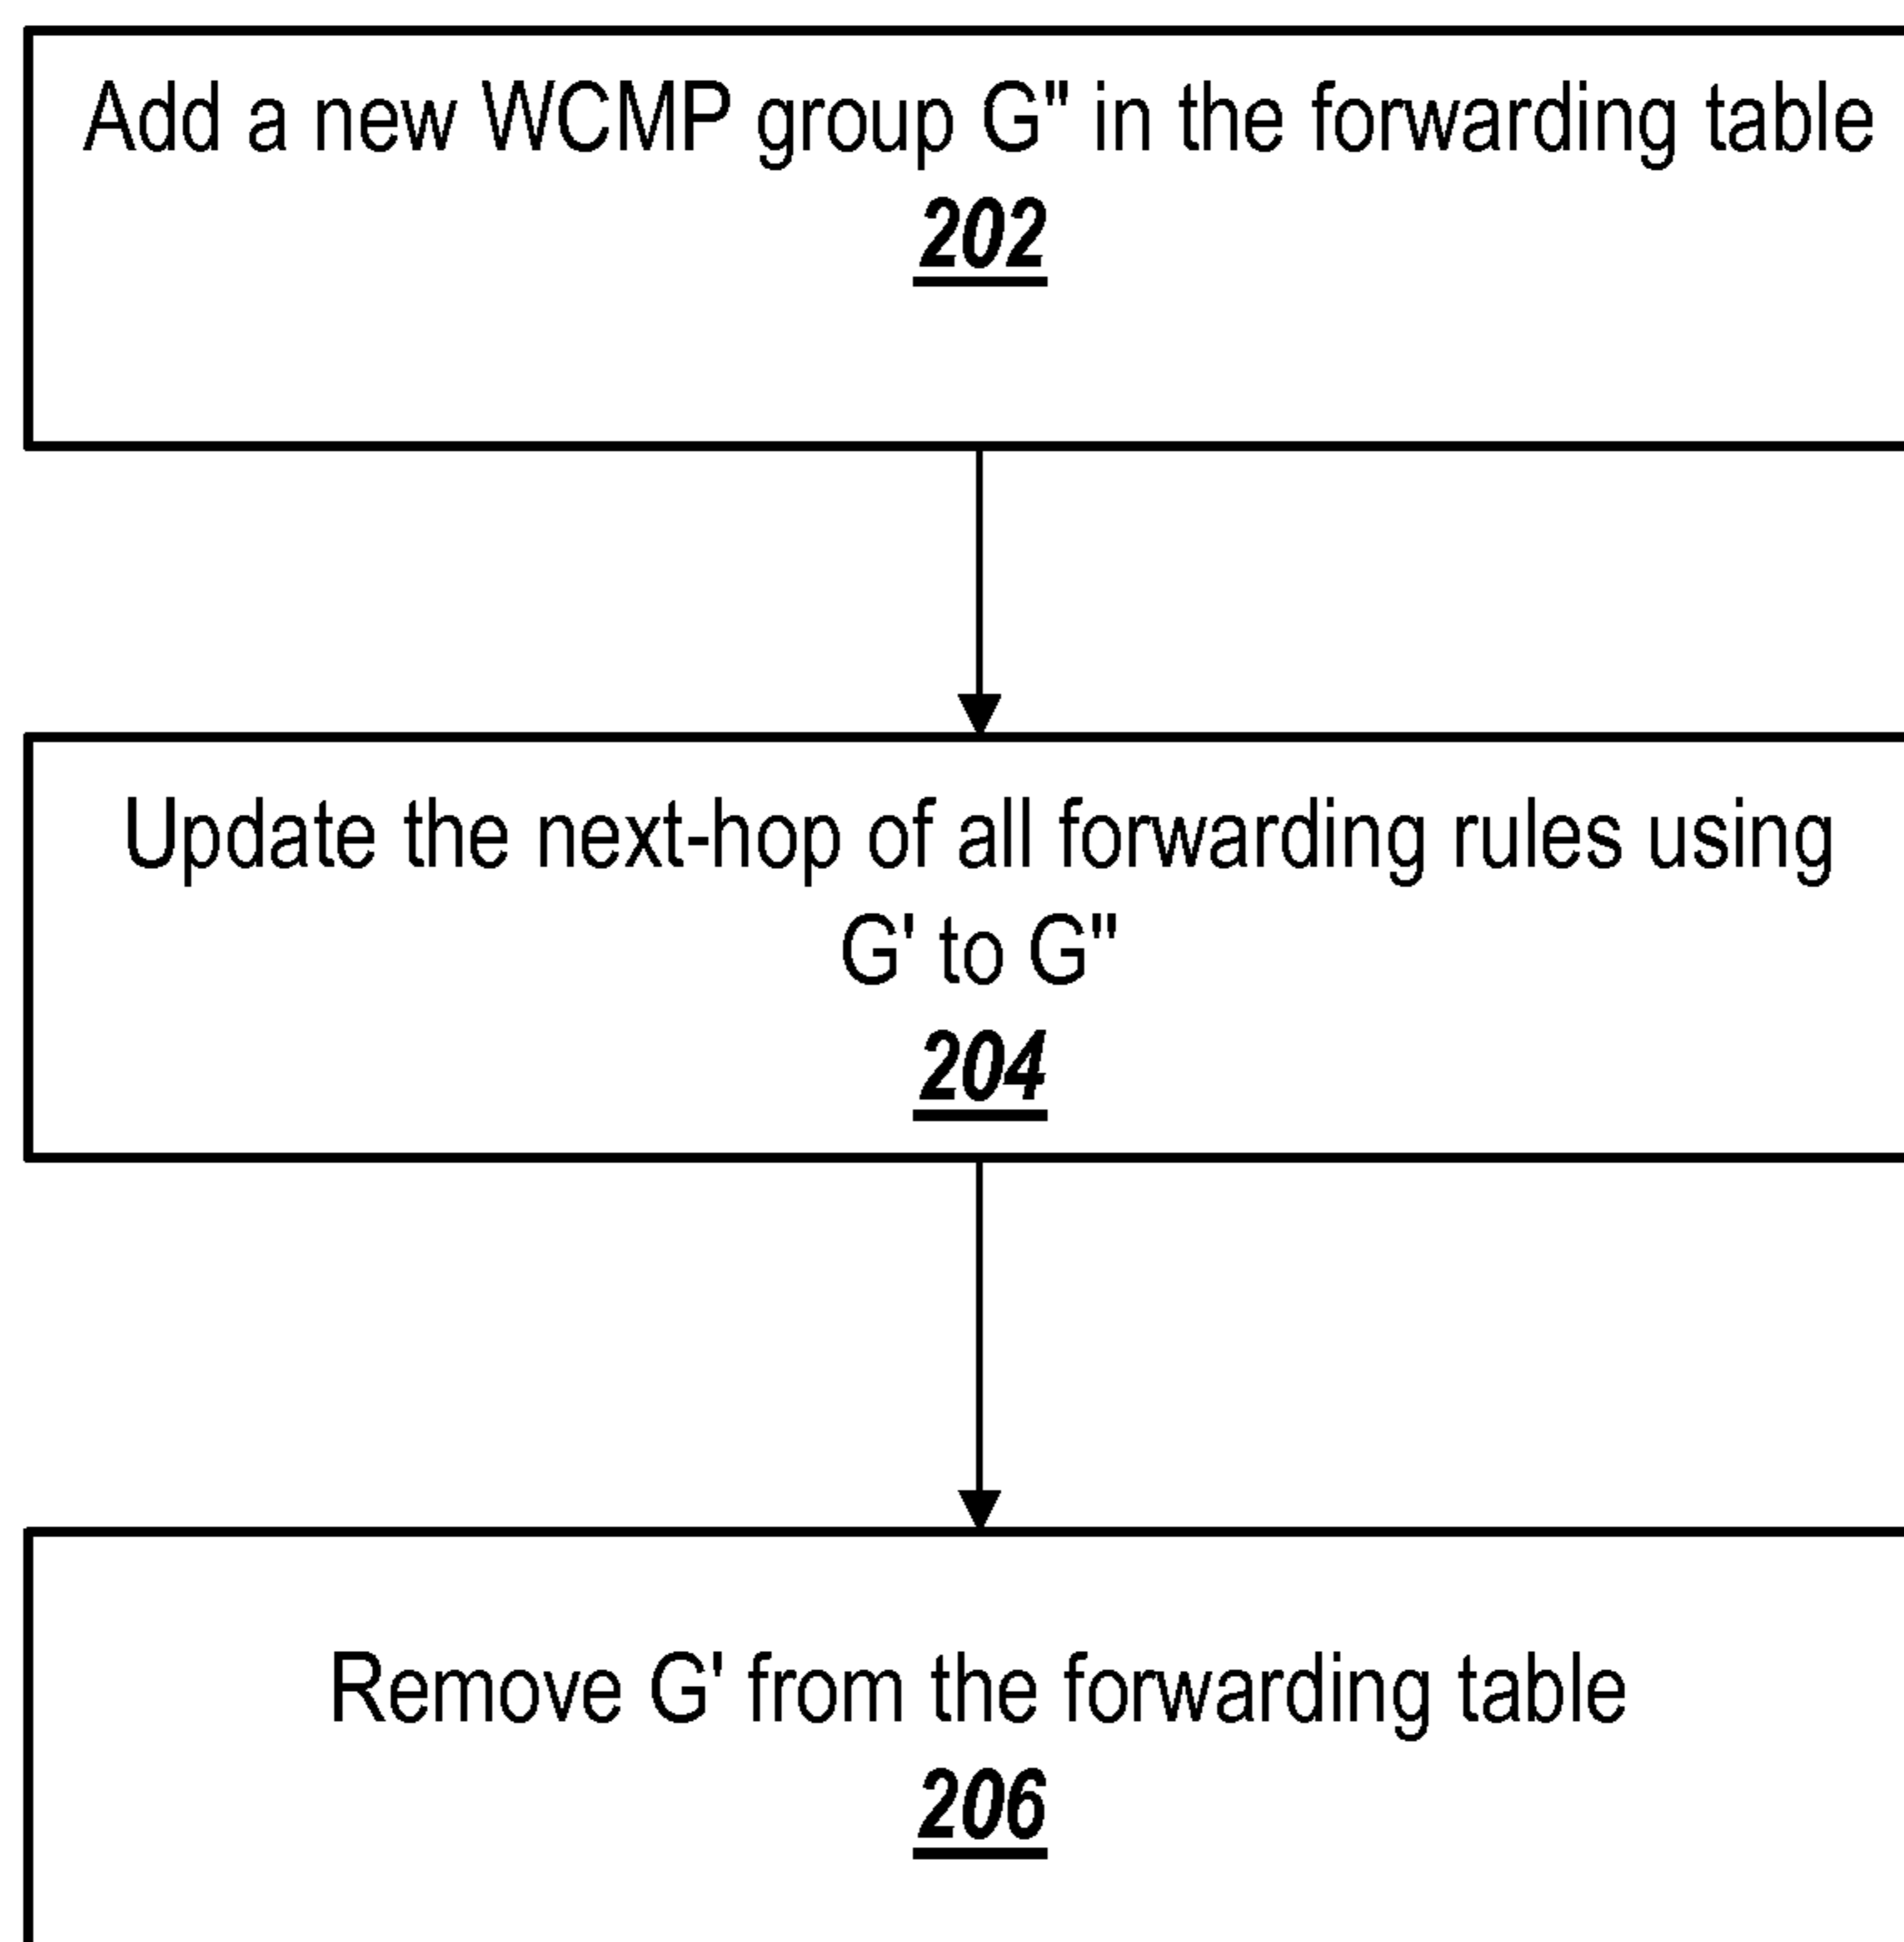 Add a new WCMP group G" in the forwarding table
202
Update the next-hop of all forwarding rules using
G' to G"
204
Remove G' from the forwarding table
206